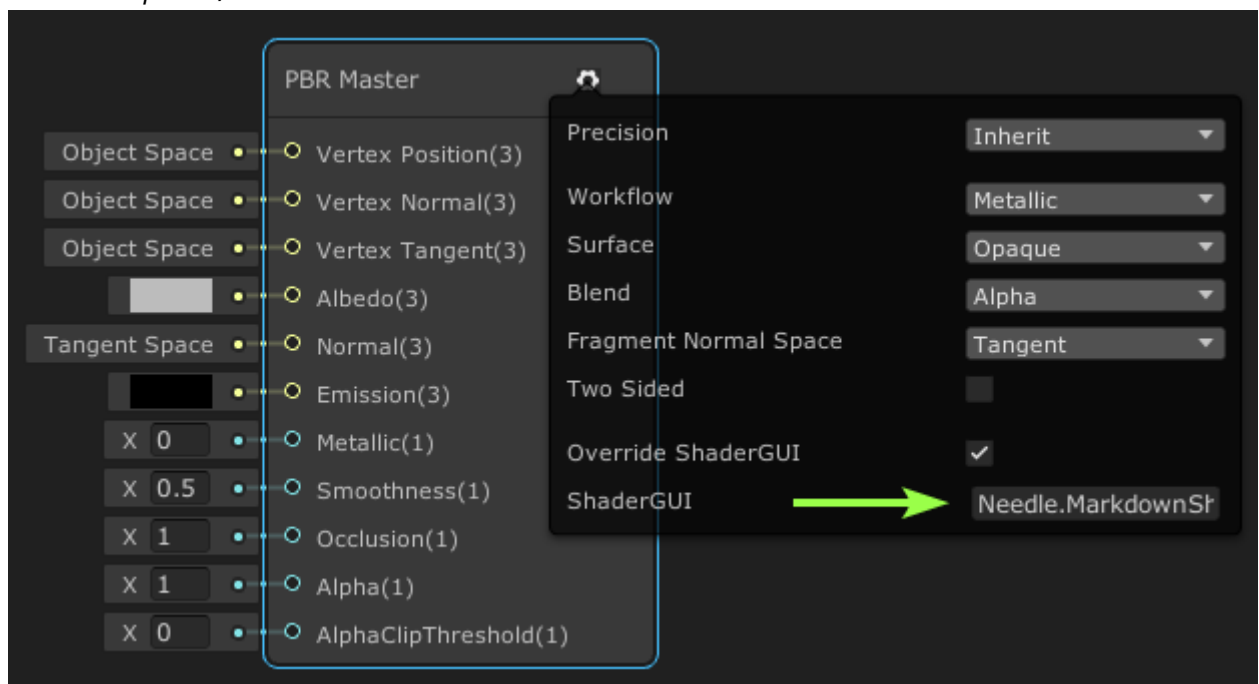 PBR Master
Object Space Vertex Position(3)
Object Space Vertex Normal(3)
Object Space Vertex Tangent(3)
Albedo(3)
Tangent Space Normal(3)
Emission(3)
X 0 Metallic(1)
X 0.5 Smoothness(1)
X 1 Occlusion(1)
X 1 Alpha(1)
X 0 AlphaClipThreshold(1)
Precision Inherit
Workflow Metallic
Surface Opaque
Blend Alpha
Fragment Normal Space Tangent
Two Sided
Override ShaderGUI
ShaderGUI Needle.MarkdownSh